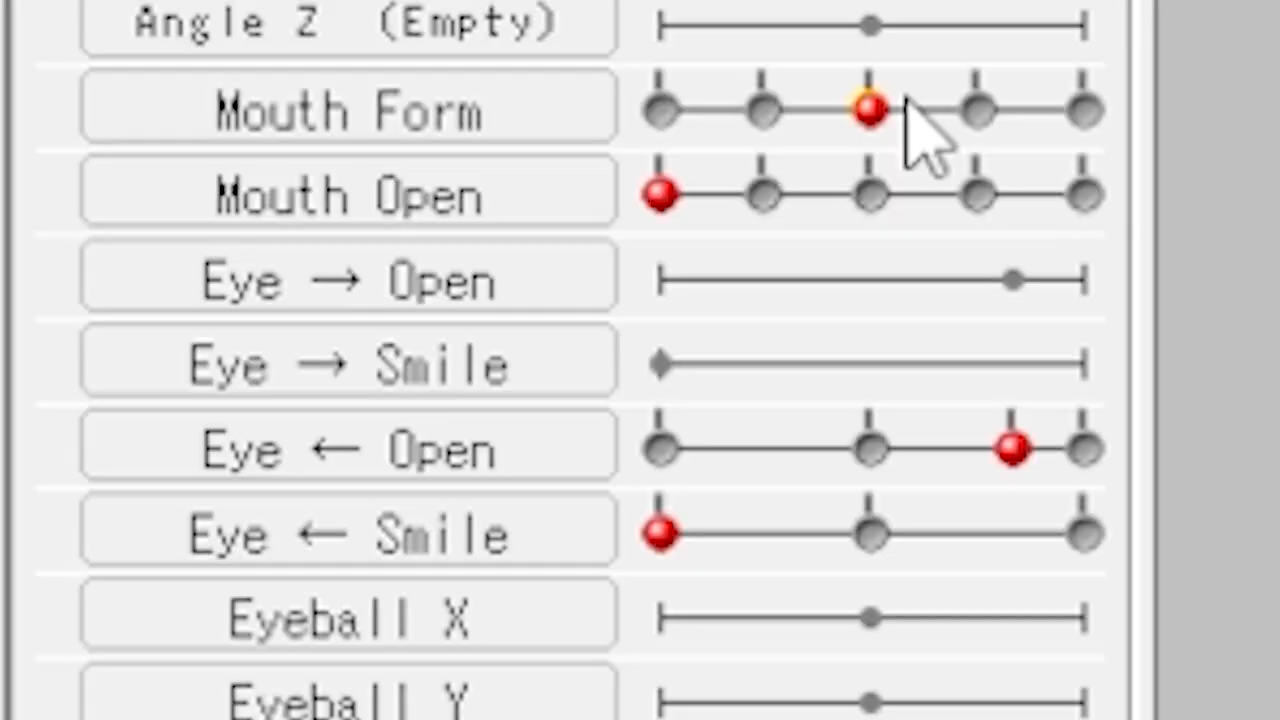 Angle Z (Empty)
Mouth Form
Mouth Open
Eye → Open
Eye → Smile
Eye ← Open
Eye ← Smile
Eyeball X
Eyeball Y